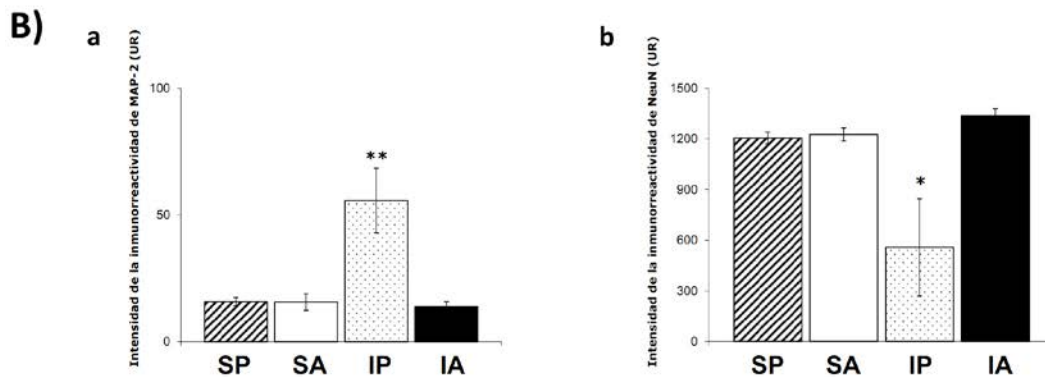 B)
a
Intensidad de la inmunorreactividad de MAP-2 (UR)
100
50
0
**
SP SA IP IA
b
Intensidad de la inmunorreactividad de NeuN (UR)
1500
1200
900
600
300
0
*
SP SA IP IA